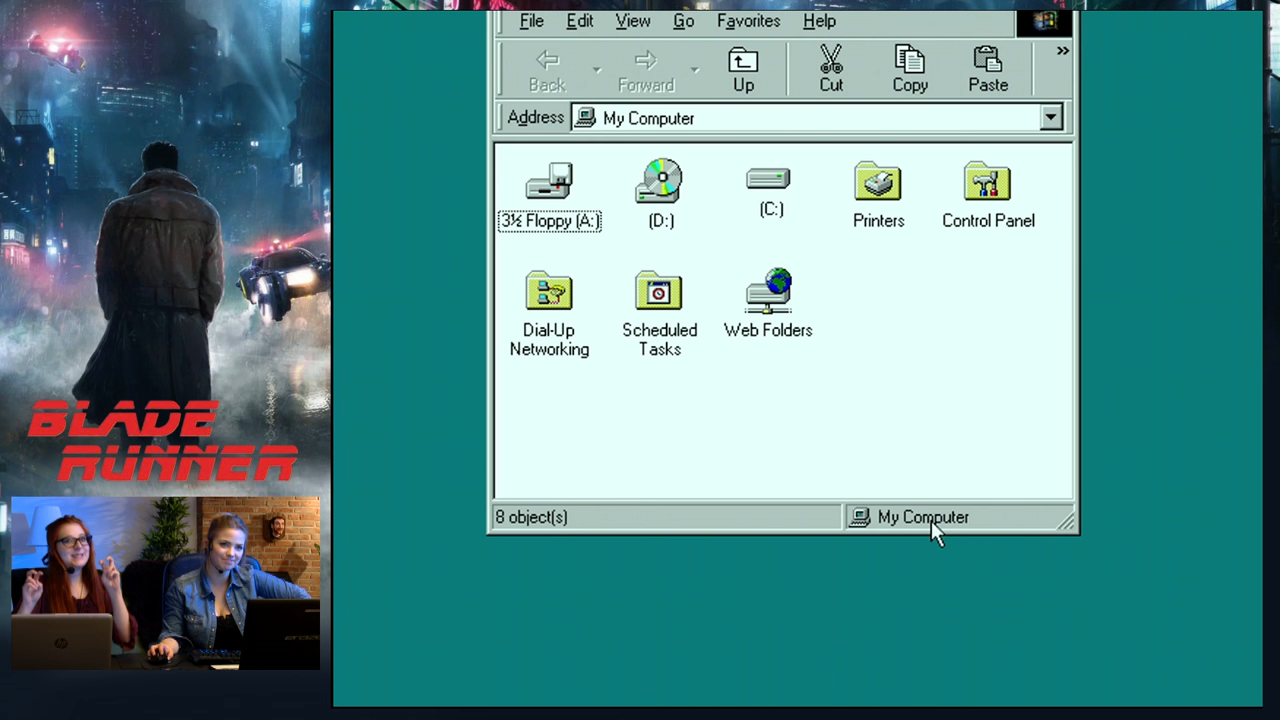 File Edit View Go Favorites Help
Back Forward Up Cut Copy Paste »
Address My Computer
3½ Floppy (A:) (D:) (C:) Printers Control Panel
Dial-Up Networking
Scheduled Tasks
Web Folders
8 object(s) My Computer
BLADE
RUNNER
hp